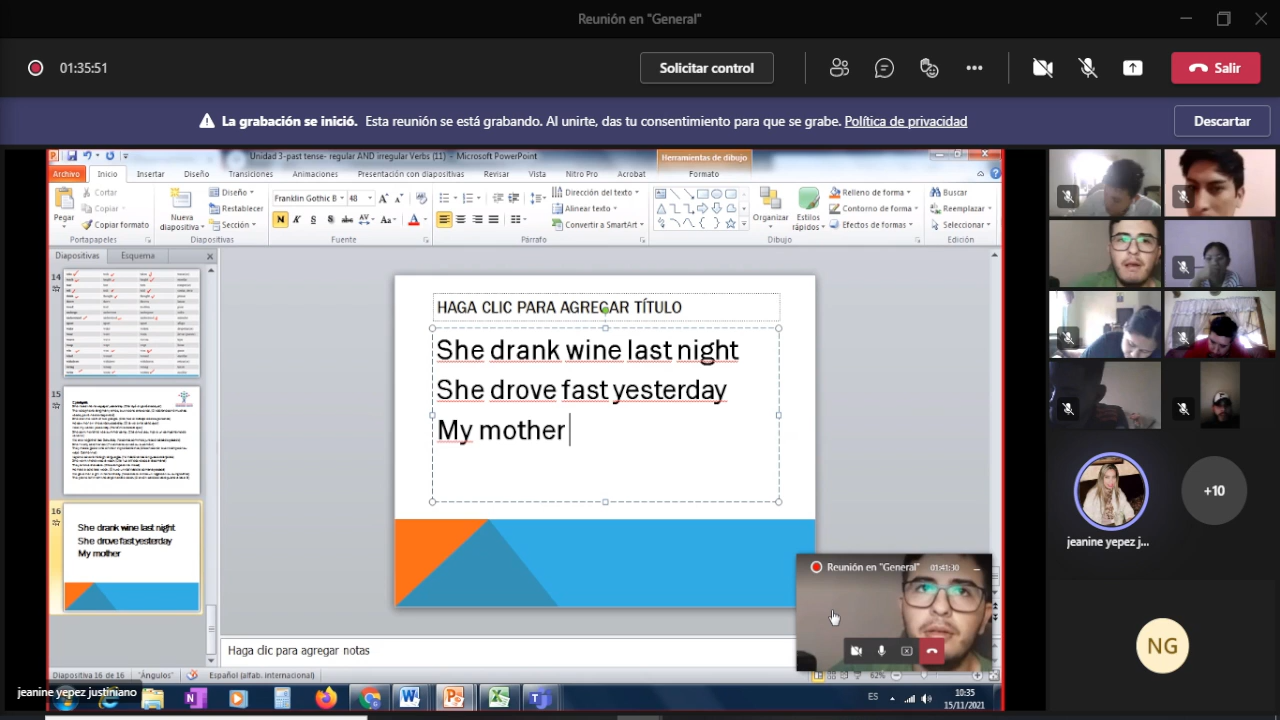 Reunión en "General"
01:35:51
Solicitar control
Salir
La grabación se inició. Esta reunión se está grabando. Al unirte, das tu consentimiento para que se grabe. Política de privacidad
Descartar
Unidad 3-past tense- regular AND irregular Verbs (11) - Microsoft PowerPoint
Herramientas de dibujo
Archivo Inicio Insertar Diseño Transiciones Animaciones Presentación con diapositivas Revisar Vista Nitro Pro Acrobat Formato
Pegar
Cortar
Copiar
Copiar formato
Portapapeles
Nueva diapositiva
Diseño
Restablecer
Sección
Diapositivas
Franklin Gothic B 48
Fuente
Dirección del texto
Alinear texto
Convertir a SmartArt
Párrafo
Organizar
Estilos rápidos
Relleno de forma
Contorno de forma
Efectos de formas
Dibujo
Buscar
Reemplazar
Seleccionar
Edición
Diapositivas Esquema
14
15
16
She drank wine last night
She drove fast yesterday
My mother
HAGA CLIC PARA AGREGAR TÍTULO
She drank wine last night
She drove fast yesterday
My mother
Reunión en "General" 01:41:30
Haga clic para agregar notas
Diapositiva 16 de 16 "Ángulos" Español (alfab. internacional) 62%
jeanine yepez justiniano
ES
10:35
15/11/2021
jeanine yepez j...
+10
NG